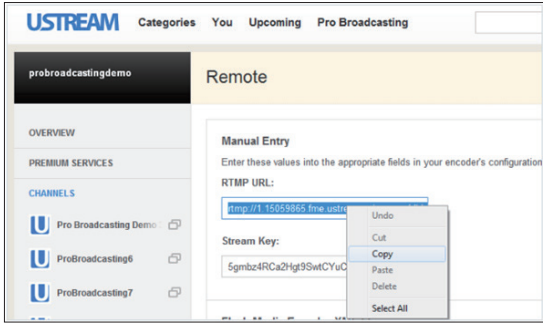 USTREAM Categories You Upcoming Pro Broadcasting
probroadcastingdemo
Remote
OVERVIEW
PREMIUM SERVICES
CHANNELS
Pro Broadcasting Demo
ProBroadcasting6
ProBroadcasting7
Manual Entry
Enter these values into the appropriate fields in your encoder's configuration
RTMP URL:
rtmp://1.15059865.fme.ustre
Stream Key:
5gmbz4RCa2Hgt9SwtCYuC
Undo
Cut
Copy
Paste
Delete
Select All